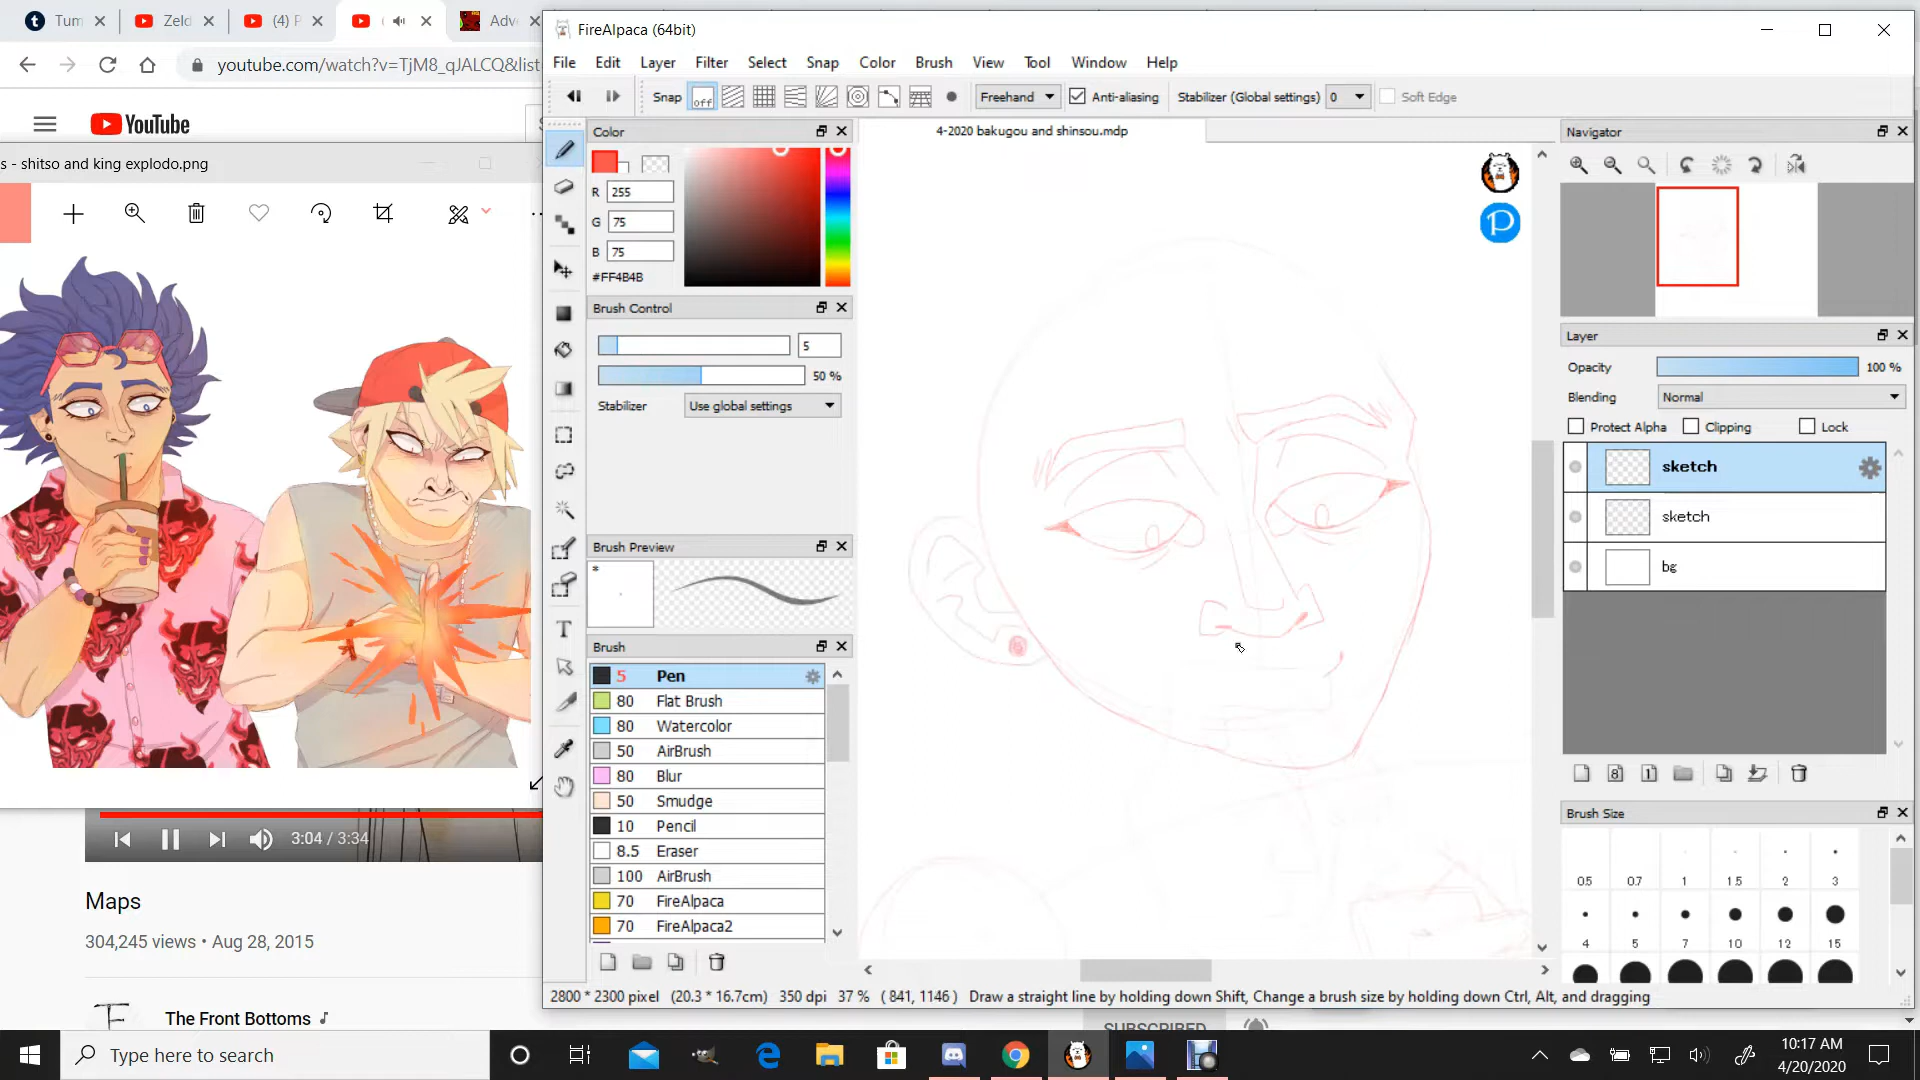 Tum
Zeld
(4) F
Adv
youtube.com/watch?v=TjM8_qJALCQ&list
YouTube
s - shitso and king explodo.png
3:04 / 3:34
Maps
304,245 views • Aug 28, 2015
The Front Bottoms
SUBSCRIBED
FireAlpaca (64bit)
File Edit Layer Filter Select Snap Color Brush View Tool Window Help
Snap off Freehand Anti-aliasing Stabilizer (Global settings) 0 Soft Edge
Color
R 255
G 75
B 75
#FF4B4B
Brush Control
5
50 %
Stabilizer Use global settings
Brush Preview
*
Brush
5 Pen
80 Flat Brush
80 Watercolor
50 AirBrush
80 Blur
50 Smudge
10 Pencil
8.5 Eraser
100 AirBrush
70 FireAlpaca
70 FireAlpaca2
4-2020 bakugou and shinsou.mdp
P
Navigator
Layer
Opacity 100 %
Blending Normal
Protect Alpha Clipping Lock
sketch
sketch
bg
8 1
Brush Size
0.5 0.7 1 1.5 2 3
4 5 7 10 12 15
2800 * 2300 pixel (20.3 * 16.7cm) 350 dpi 37 % ( 841, 1146 ) Draw a straight line by holding down Shift, Change a brush size by holding down Ctrl, Alt, and dragging
Type here to search
10:17 AM
4/20/2020